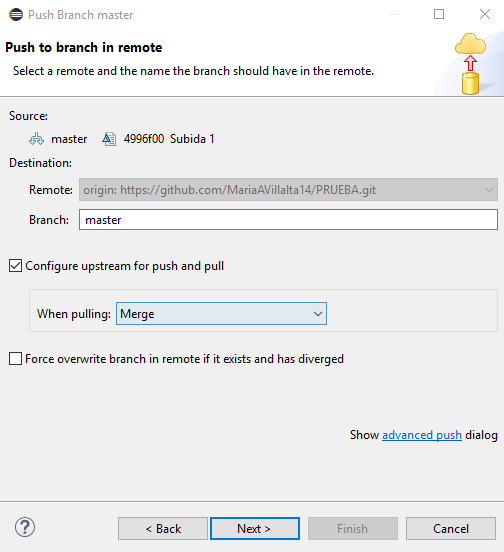 Push Branch master
Push to branch in remote
Select a remote and the name the branch should have in the remote.
Source:
master 4996f00 Subida 1
Destination:
Remote: origin: https://github.com/MariaAVillalta14/PRUEBA.git
Branch: master
Configure upstream for push and pull
When pulling: Merge
Force overwrite branch in remote if it exists and has diverged
Show advanced push dialog
? < Back Next > Finish Cancel